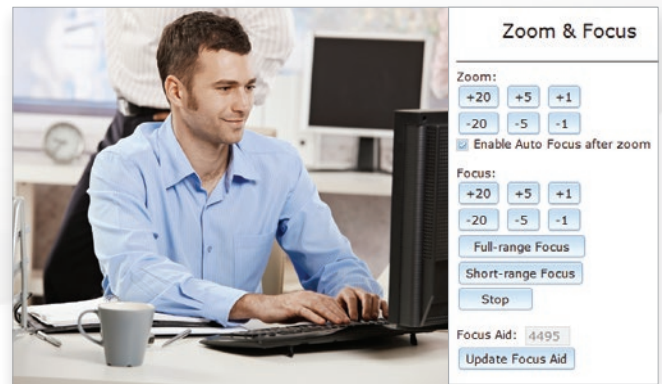 Zoom & Focus
Zoom:
+20 +5 +1
-20 -5 -1
Enable Auto Focus after zoom
Focus:
+20 +5 +1
-20 -5 -1
Full-range Focus
Short-range Focus
Stop
Focus Aid: 4495
Update Focus Aid